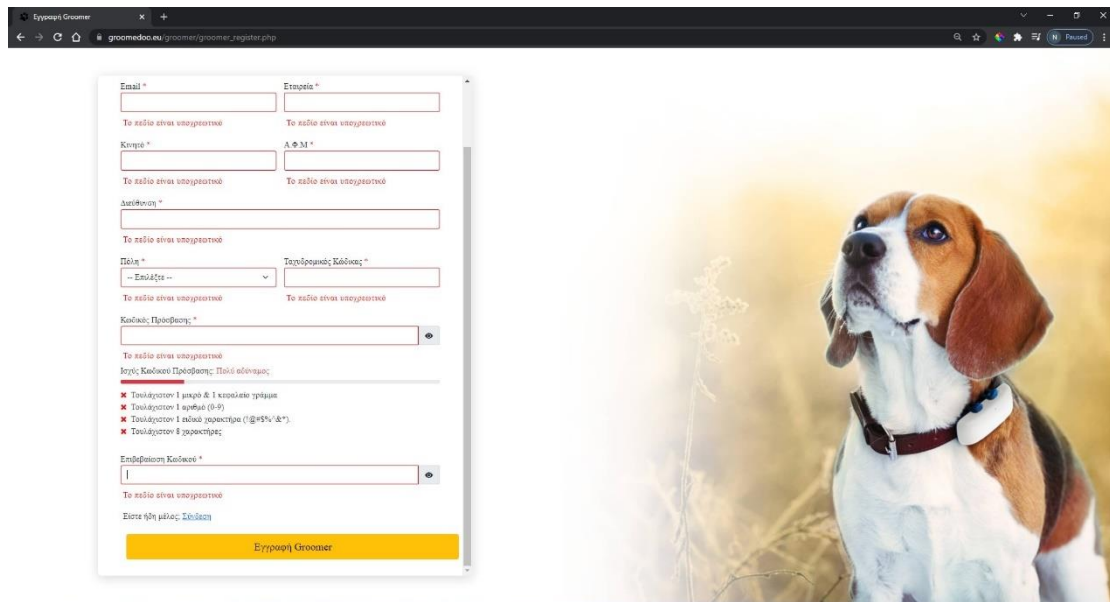 Εγγραφή Groomer
groomedoo.eu/groomer/groomer_register.php
N Paused
Email * Εταιρεία *
Το πεδίο είναι υποχρεωτικό Το πεδίο είναι υποχρεωτικό
Κινητό * Α.Φ.Μ *
Το πεδίο είναι υποχρεωτικό Το πεδίο είναι υποχρεωτικό
Διεύθυνση *
Το πεδίο είναι υποχρεωτικό
Πόλη * Ταχυδρομικός Κώδικας *
-- Επιλέξτε --
Το πεδίο είναι υποχρεωτικό Το πεδίο είναι υποχρεωτικό
Κωδικός Πρόσβασης *
Το πεδίο είναι υποχρεωτικό
Ισχύς Κωδικού Πρόσβασης: Πολύ αδύναμος
Τουλάχιστον 1 μικρό & 1 κεφαλαίο γράμμα
Τουλάχιστον 1 αριθμό (0-9)
Τουλάχιστον 1 ειδικό χαρακτήρα (!@#$%^&*).
Τουλάχιστον 8 χαρακτήρες
Επιβεβαίωση Κωδικού *
Το πεδίο είναι υποχρεωτικό
Είστε ήδη μέλος; Σύνδεση
Εγγραφή Groomer